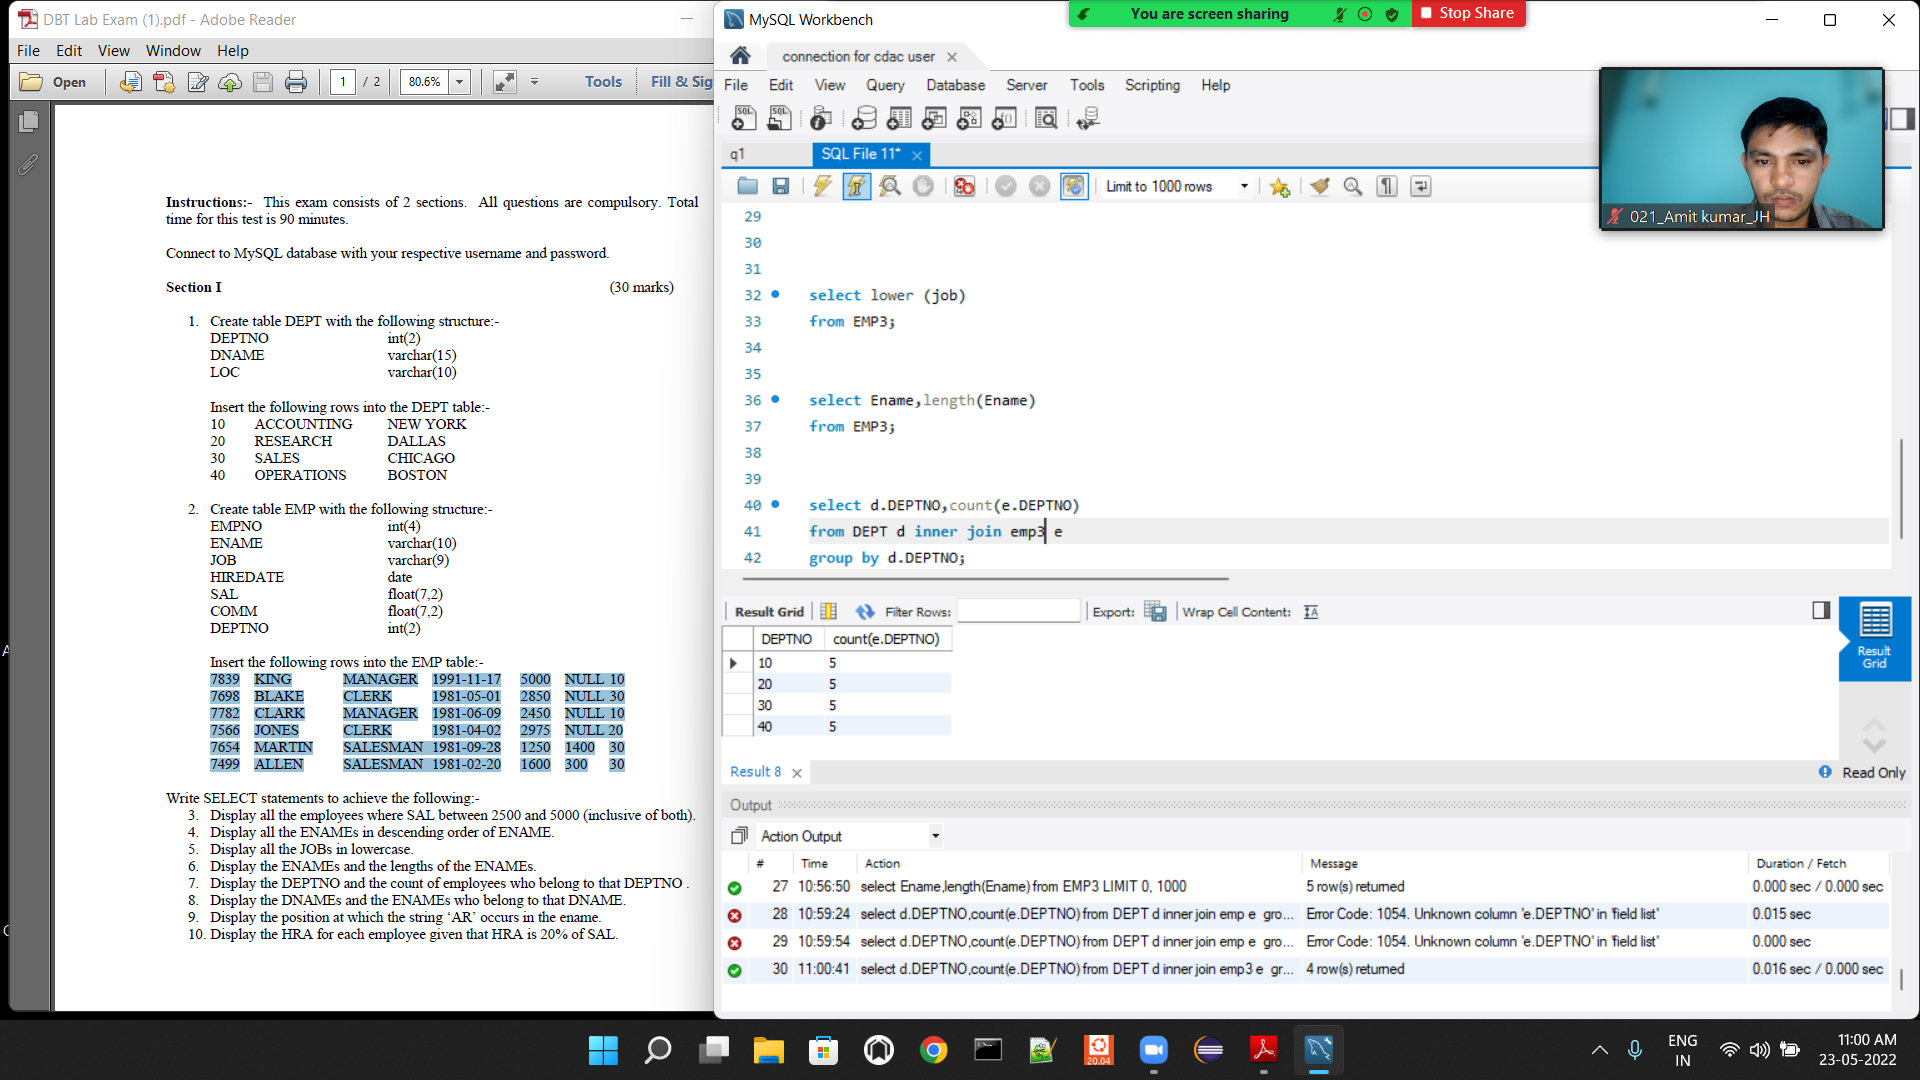 DBT Lab Exam (1).pdf - Adobe Reader
File Edit View Window Help
Open 1 / 2 80.6% Tools Fill & Sig
Instructions:- This exam consists of 2 sections. All questions are compulsory. Total
time for this test is 90 minutes.
Connect to MySQL database with your respective username and password.
Section I (30 marks)
1. Create table DEPT with the following structure:-
DEPTNO int(2)
DNAME varchar(15)
LOC varchar(10)
Insert the following rows into the DEPT table:-
10 ACCOUNTING NEW YORK
20 RESEARCH DALLAS
30 SALES CHICAGO
40 OPERATIONS BOSTON
2. Create table EMP with the following structure:-
EMPNO int(4)
ENAME varchar(10)
JOB varchar(9)
HIREDATE date
SAL float(7,2)
COMM float(7,2)
DEPTNO int(2)
Insert the following rows into the EMP table:-
7839 KING MANAGER 1991-11-17 5000 NULL 10
7698 BLAKE CLERK 1981-05-01 2850 NULL 30
7782 CLARK MANAGER 1981-06-09 2450 NULL 10
7566 JONES CLERK 1981-04-02 2975 NULL 20
7654 MARTIN SALESMAN 1981-09-28 1250 1400 30
7499 ALLEN SALESMAN 1981-02-20 1600 300 30
Write SELECT statements to achieve the following:-
3. Display all the employees where SAL between 2500 and 5000 (inclusive of both).
4. Display all the ENAMEs in descending order of ENAME.
5. Display all the JOBs in lowercase.
6. Display the ENAMEs and the lengths of the ENAMEs.
7. Display the DEPTNO and the count of employees who belong to that DEPTNO .
8. Display the DNAMEs and the ENAMEs who belong to that DNAME.
9. Display the position at which the string ‘AR’ occurs in the ename.
10. Display the HRA for each employee given that HRA is 20% of SAL.
MySQL Workbench
You are screen sharing
Stop Share
connection for cdac user
File Edit View Query Database Server Tools Scripting Help
q1 SQL File 11*
Limit to 1000 rows
021_Amit kumar_JH
29
30
31
32 select lower (job)
33 from EMP3;
34
35
36 select Ename,length(Ename)
37 from EMP3;
38
39
40 select d.DEPTNO,count(e.DEPTNO)
41 from DEPT d inner join emp3 e
42 group by d.DEPTNO;
Result Grid Filter Rows: Export: Wrap Cell Content:
DEPTNO count(e.DEPTNO)
10 5
20 5
30 5
40 5
Result
Grid
Result 8 Read Only
Output
Action Output
# Time Action Message Duration / Fetch
27 10:56:50 select Ename,length(Ename) from EMP3 LIMIT 0, 1000 5 row(s) returned 0.000 sec / 0.000 sec
28 10:59:24 select d.DEPTNO,count(e.DEPTNO) from DEPT d inner join emp e gro... Error Code: 1054. Unknown column 'e.DEPTNO' in 'field list' 0.015 sec
29 10:59:54 select d.DEPTNO,count(e.DEPTNO) from DEPT d inner join emp e gro... Error Code: 1054. Unknown column 'e.DEPTNO' in 'field list' 0.000 sec
30 11:00:41 select d.DEPTNO,count(e.DEPTNO) from DEPT d inner join emp3 e gr... 4 row(s) returned 0.016 sec / 0.000 sec
20.04
ENG
IN
11:00 AM
23-05-2022